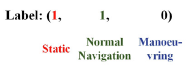 Label: (1, 1, 0)
Static Normal Manoeu-
Navigation vring